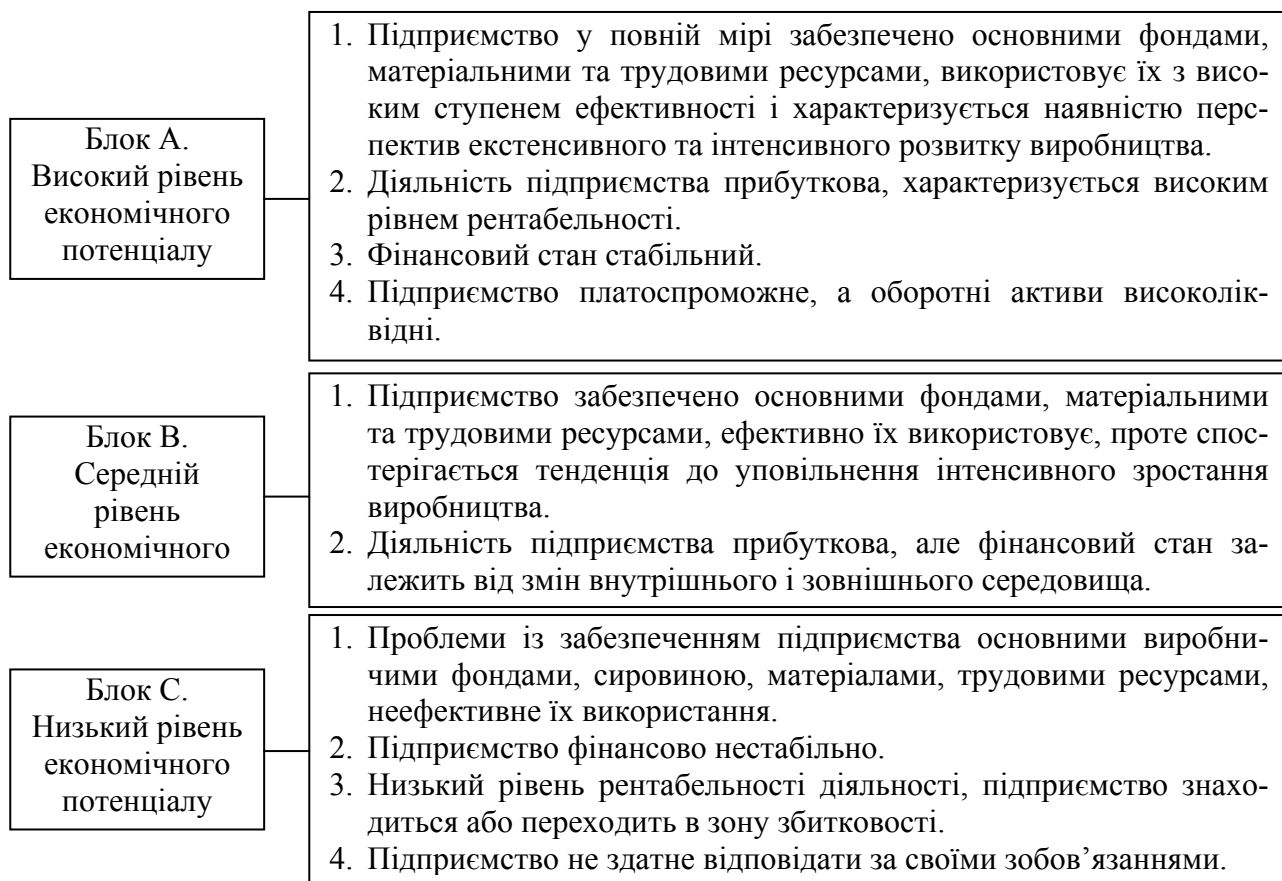 Блок А.
Високий рівень
економічного
потенціалу
1. Підприємство у повній мірі забезпечено основними фондами,
матеріальними та трудовими ресурсами, використовує їх з висо-
ким ступенем ефективності і характеризується наявністю перс-
пектив екстенсивного та інтенсивного розвитку виробництва.
2. Діяльність підприємства прибуткова, характеризується високим
рівнем рентабельності.
3. Фінансовий стан стабільний.
4. Підприємство платоспроможне, а оборотні активи високолік-
відні.
Блок В.
Середній
рівень
економічного
1. Підприємство забезпечено основними фондами, матеріальними
та трудовими ресурсами, ефективно їх використовує, проте спос-
терігається тенденція до уповільнення інтенсивного зростання
виробництва.
2. Діяльність підприємства прибуткова, але фінансовий стан за-
лежить від змін внутрішнього і зовнішнього середовища.
Блок С.
Низький рівень
економічного
потенціалу
1. Проблеми із забезпеченням підприємства основними виробни-
чими фондами, сировиною, матеріалами, трудовими ресурсами,
неефективне їх використання.
2. Підприємство фінансово нестабільно.
3. Низький рівень рентабельності діяльності, підприємство знахо-
диться або переходить в зону збитковості.
4. Підприємство не здатне відповідати за своїми зобов’язаннями.